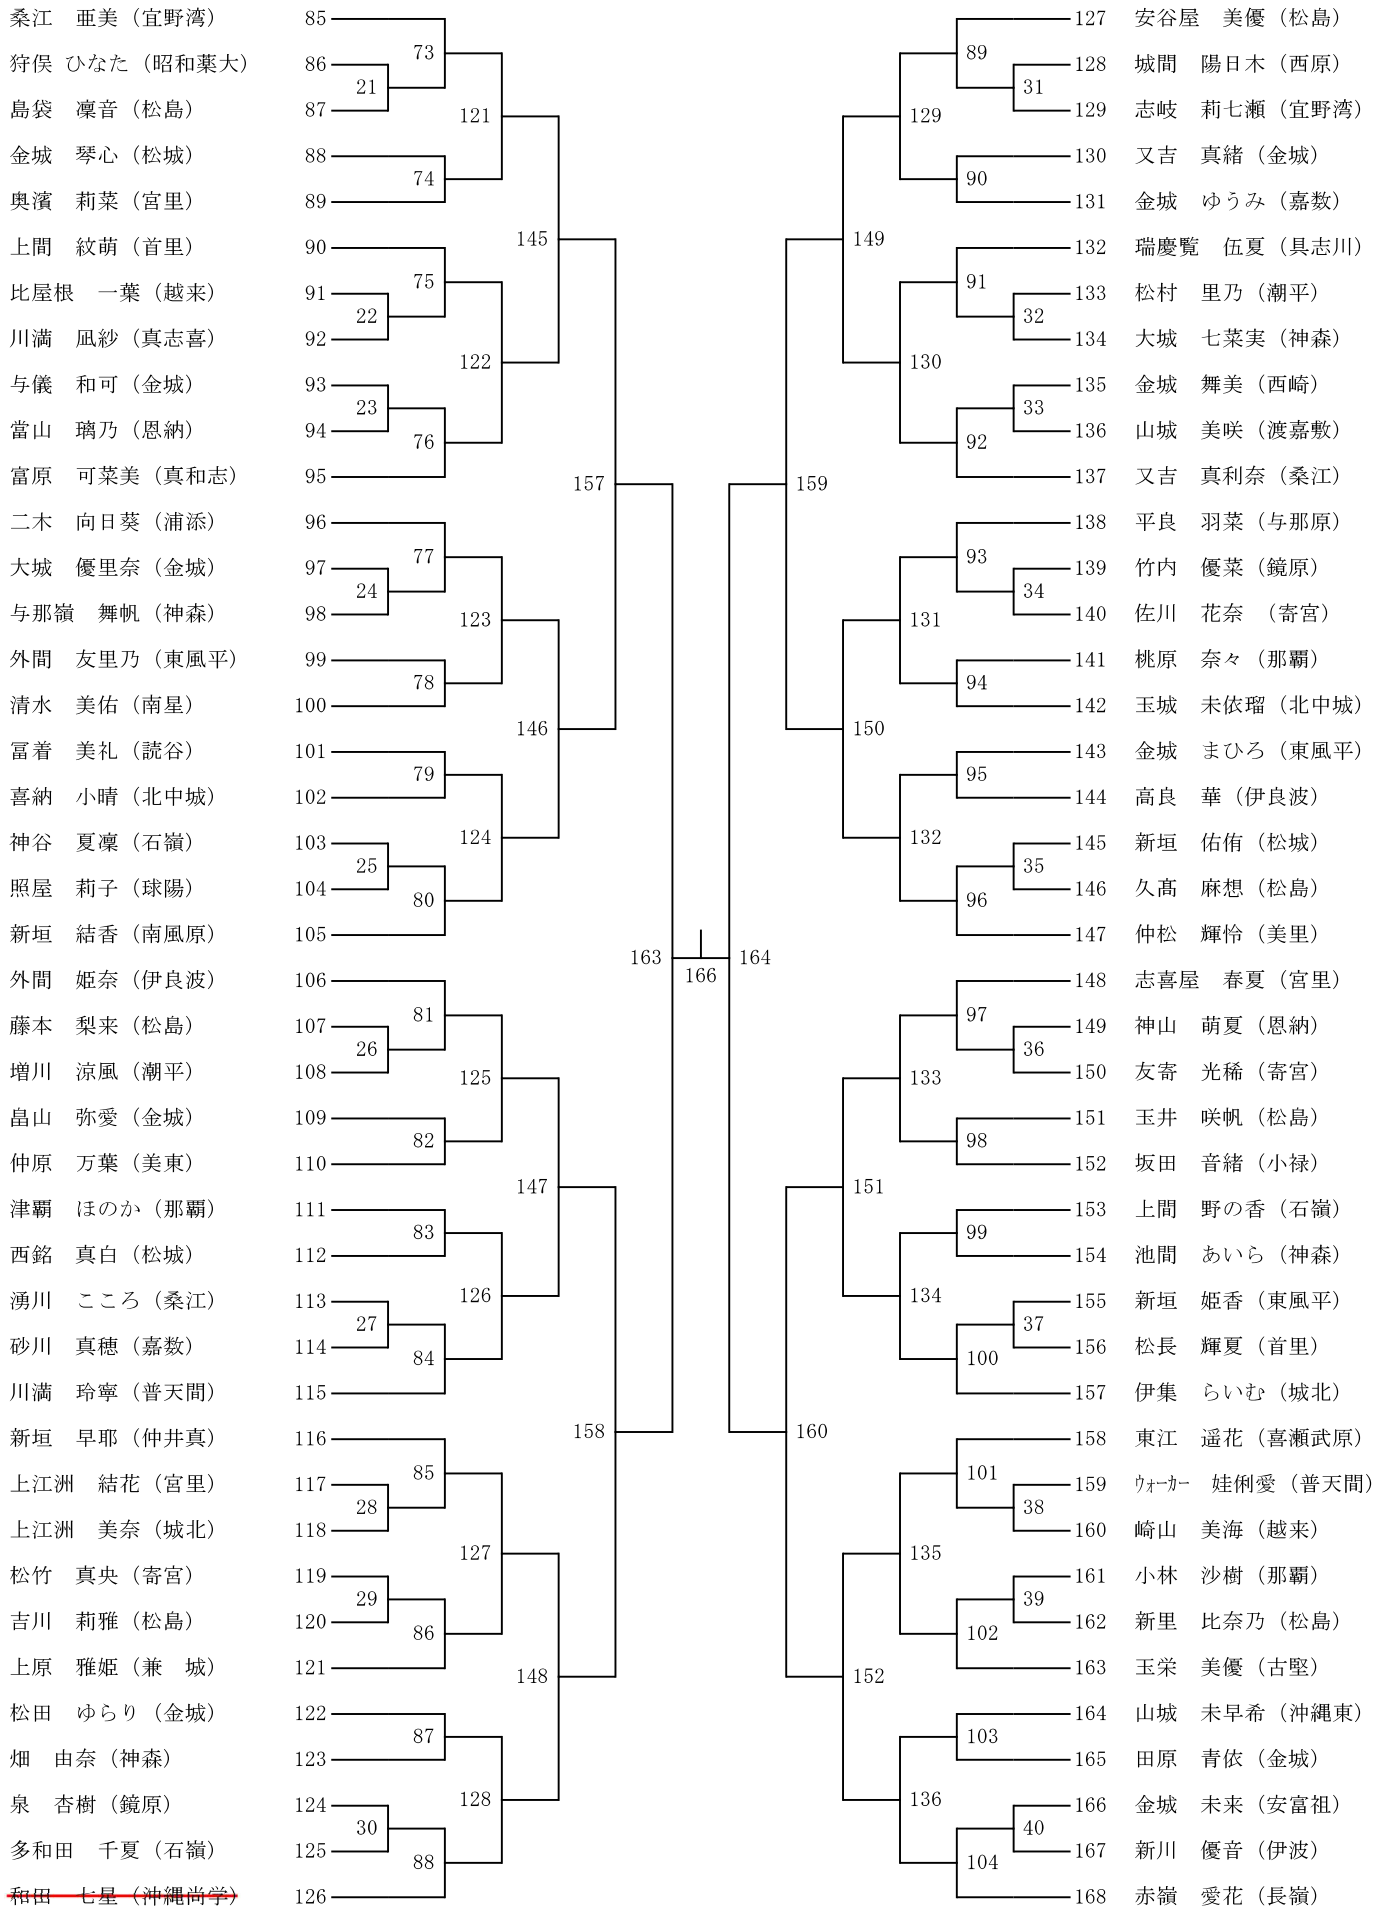 桑江　亜美（宜野湾） 85
狩俣 ひなた（昭和薬大） 86
島袋　凜音（松島） 87
金城　琴心（松城） 88
奥濱　莉菜（宮里） 89
上間　紋萌（首里） 90
比屋根　一葉（越来） 91
川満　凪紗（真志喜） 92
与儀　和可（金城） 93
當山　璃乃（恩納） 94
富原　可菜美（真和志） 95
二木　向日葵（浦添） 96
大城　優里奈（金城） 97
与那嶺　舞帆（神森） 98
外間　友里乃（東風平） 99
清水　美佑（南星） 100
冨着　美礼（読谷） 101
喜納　小晴（北中城） 102
神谷　夏凜（石嶺） 103
照屋　莉子（球陽） 104
新垣　結香（南風原） 105
外間　姫奈（伊良波） 106
藤本　梨来（松島） 107
増川　涼風（潮平） 108
畠山　弥愛（金城） 109
仲原　万葉（美東） 110
津覇　ほのか（那覇） 111
西銘　真白（松城） 112
湧川　こころ（桑江） 113
砂川　真穂（嘉数） 114
川満　玲寧（普天間） 115
新垣　早耶（仲井真） 116
上江洲　結花（宮里） 117
上江洲　美奈（城北） 118
松竹　真央（寄宮） 119
吉川　莉雅（松島） 120
上原　雅姫（兼　城） 121
松田　ゆらり（金城） 122
畑　由奈（神森） 123
泉　杏樹（鏡原） 124
多和田　千夏（石嶺） 125
和田　七星（沖縄尚学） 126
73
21
121
74
145
75
22
122
23
76
157
77
24
123
78
146
79
124
25
80
163
81
26
125
82
147
83
126
27
84
158
85
28
127
29
86
148
87
128
30
88
166
164
89
31
129
90
149
91
32
130
33
92
159
93
34
131
94
150
95
132
35
96
97
36
133
98
151
99
134
37
100
160
101
38
135
39
102
152
103
136
40
104
127 安谷屋　美優（松島）
128 城間　陽日木（西原）
129 志岐　莉七瀬（宜野湾）
130 又吉　真緒（金城）
131 金城　ゆうみ（嘉数）
132 瑞慶覧　伍夏（具志川）
133 松村　里乃（潮平）
134 大城　七菜実（神森）
135 金城　舞美（西崎）
136 山城　美咲（渡嘉敷）
137 又吉　真利奈（桑江）
138 平良　羽菜（与那原）
139 竹内　優菜（鏡原）
140 佐川　花奈 （寄宮）
141 桃原　奈々（那覇）
142 玉城　未依瑠（北中城）
143 金城　まひろ（東風平）
144 高良　華（伊良波）
145 新垣　佑侑（松城）
146 久髙　麻想（松島）
147 仲松　輝怜（美里）
148 志喜屋　春夏（宮里）
149 神山　萌夏（恩納）
150 友寄　光稀（寄宮）
151 玉井　咲帆（松島）
152 坂田　音緒（小禄）
153 上間　野の香（石嶺）
154 池間　あいら（神森）
155 新垣　姫香（東風平）
156 松長　輝夏（首里）
157 伊集　らいむ（城北）
158 東江　遥花（喜瀬武原）
159 ｳｫｰｶｰ　娃俐愛（普天間）
160 崎山　美海（越来）
161 小林　沙樹（那覇）
162 新里　比奈乃（松島）
163 玉栄　美優（古堅）
164 山城　未早希（沖縄東）
165 田原　青依（金城）
166 金城　未来（安富祖）
167 新川　優音（伊波）
168 赤嶺　愛花（長嶺）